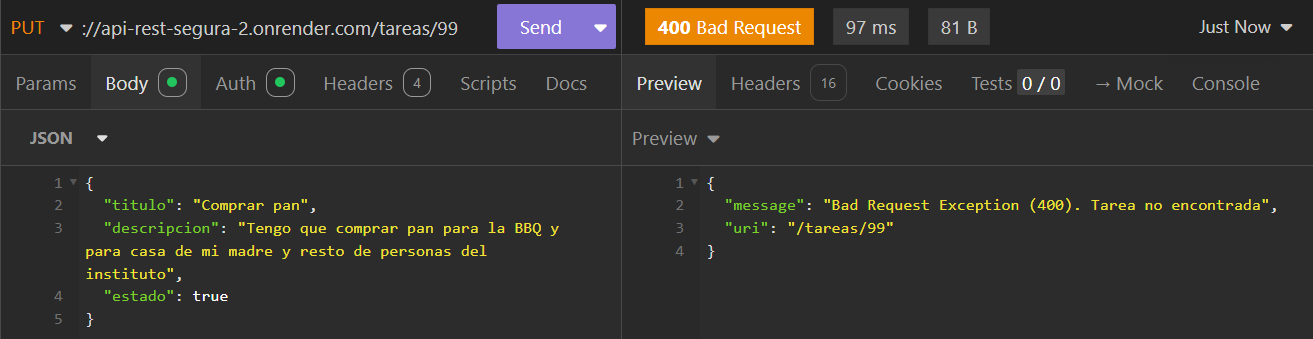 PUT ://api-rest-segura-2.onrender.com/tareas/99 Send 400 Bad Request 97 ms 81 B Just Now
Params Body Auth Headers 4 Scripts Docs Preview Headers 16 Cookies Tests 0 / 0 → Mock Console
JSON
Preview
1 {
2 "titulo": "Comprar pan",
3 "descripcion": "Tengo que comprar pan para la BBQ y
para casa de mi madre y resto de personas del
instituto",
4 "estado": true
5 }
1 {
2 "message": "Bad Request Exception (400). Tarea no encontrada",
3 "uri": "/tareas/99"
4 }